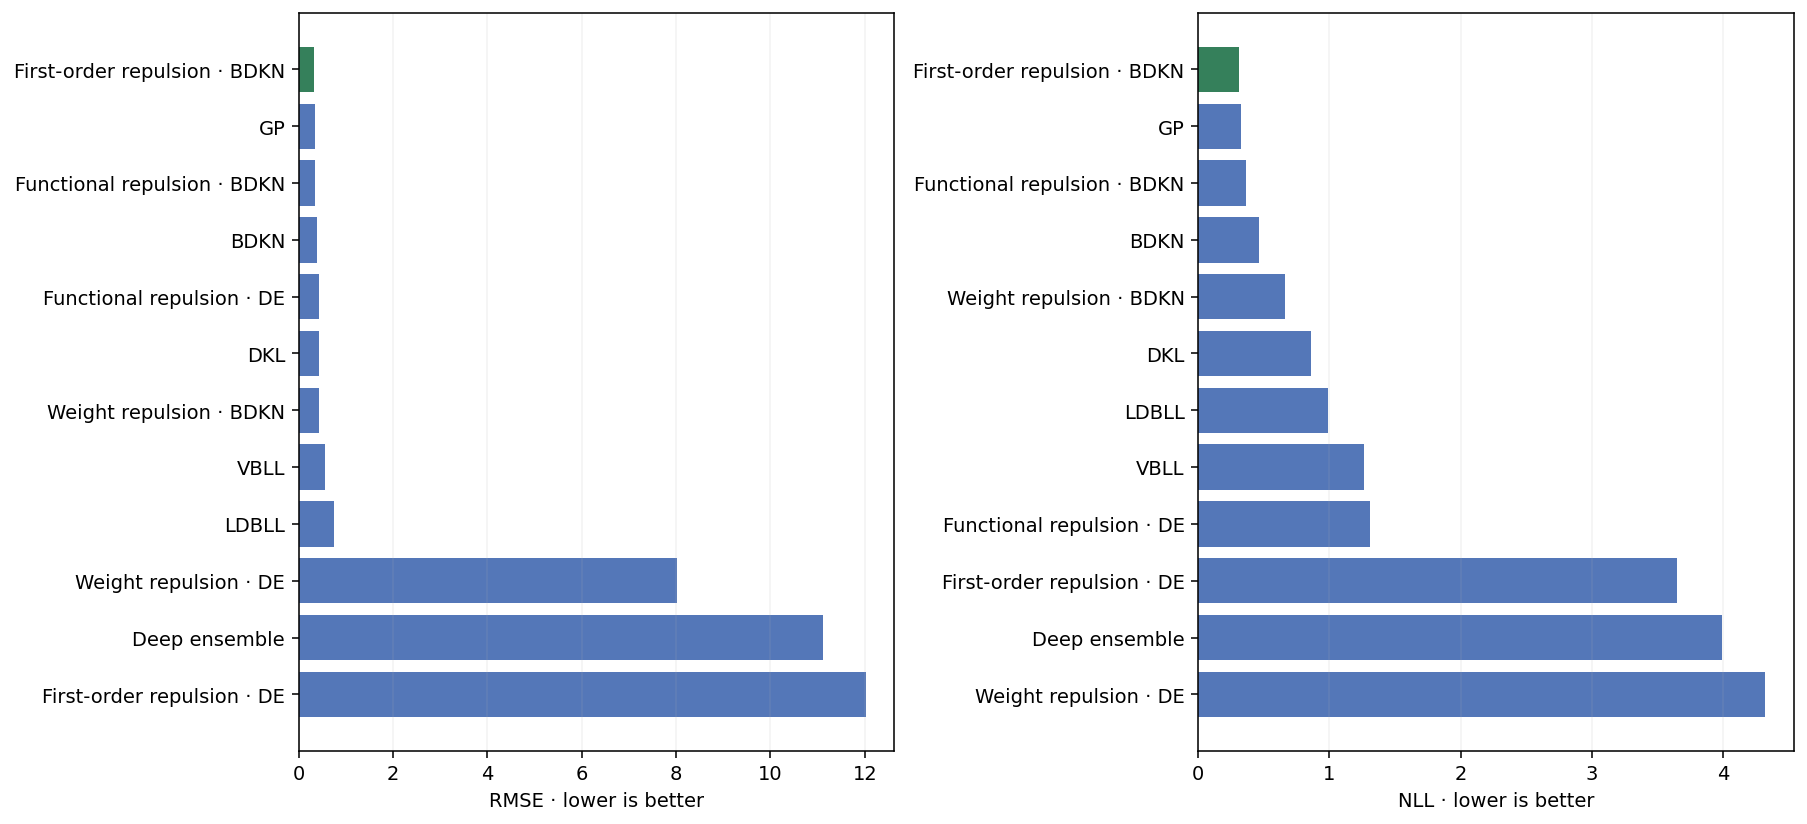 First-order repulsion · BDKN
GP
Functional repulsion · BDKN
BDKN
Functional repulsion · DE
DKL
Weight repulsion · BDKN
VBLL
LDBLL
Weight repulsion · DE
Deep ensemble
First-order repulsion · DE
0 2 4 6 8 10 12
RMSE · lower is better
First-order repulsion · BDKN
GP
Functional repulsion · BDKN
BDKN
Weight repulsion · BDKN
DKL
LDBLL
VBLL
Functional repulsion · DE
First-order repulsion · DE
Deep ensemble
Weight repulsion · DE
0 1 2 3 4
NLL · lower is better